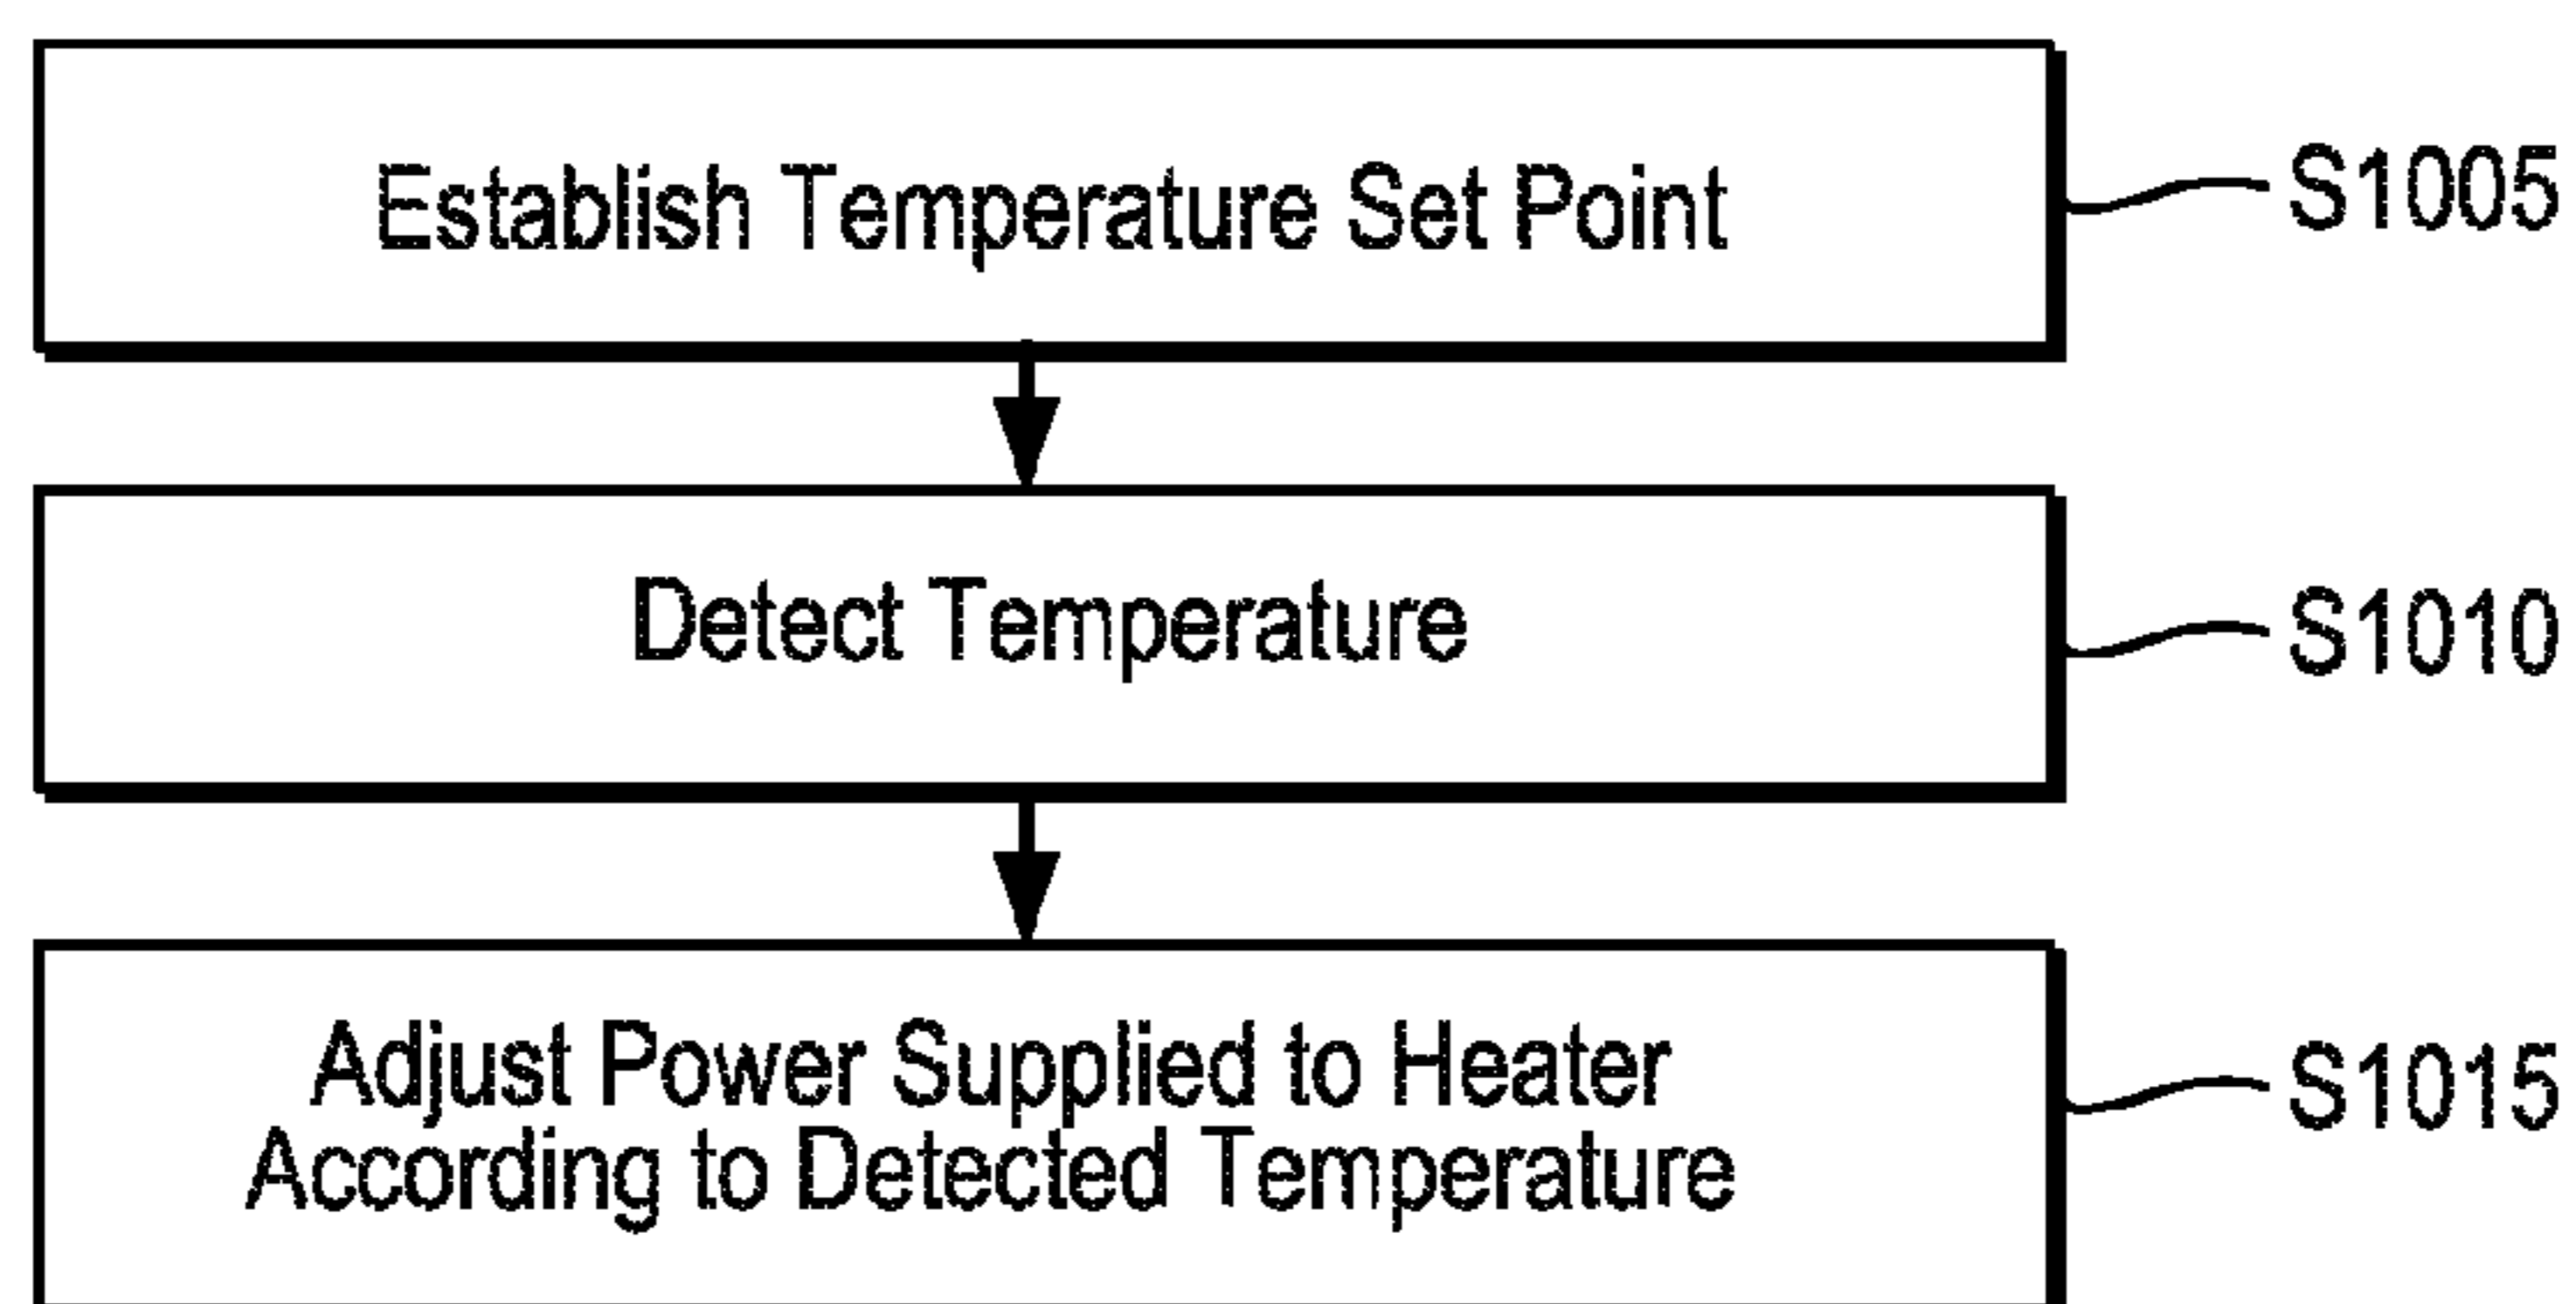 Establish Temperature Set Point
S1005
Detect Temperature
S1010
Adjust Power Supplied to Heater
According to Detected Temperature
S1015